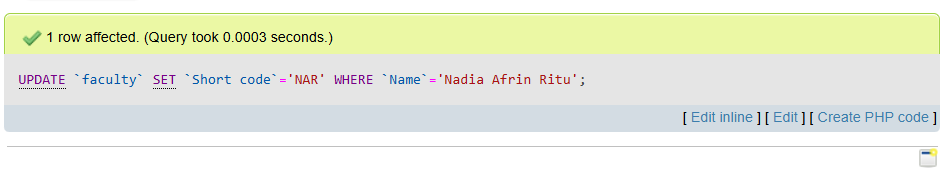 1 row affected. (Query took 0.0003 seconds.)
UPDATE `faculty` SET `Short code`='NAR' WHERE `Name`='Nadia Afrin Ritu';
[ Edit inline ] [ Edit ] [ Create PHP code ]